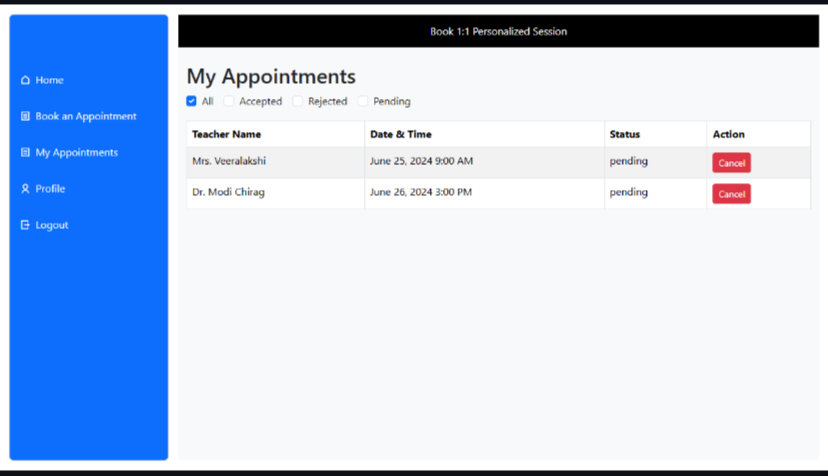 Book 1:1 Personalized Session
Home
Book an Appointment
My Appointments
Profile
Logout
My Appointments
All Accepted Rejected Pending
Teacher Name Date & Time Status Action
Mrs. Veeralakshi June 25, 2024 9:00 AM pending Cancel
Dr. Modi Chirag June 26, 2024 3:00 PM pending Cancel